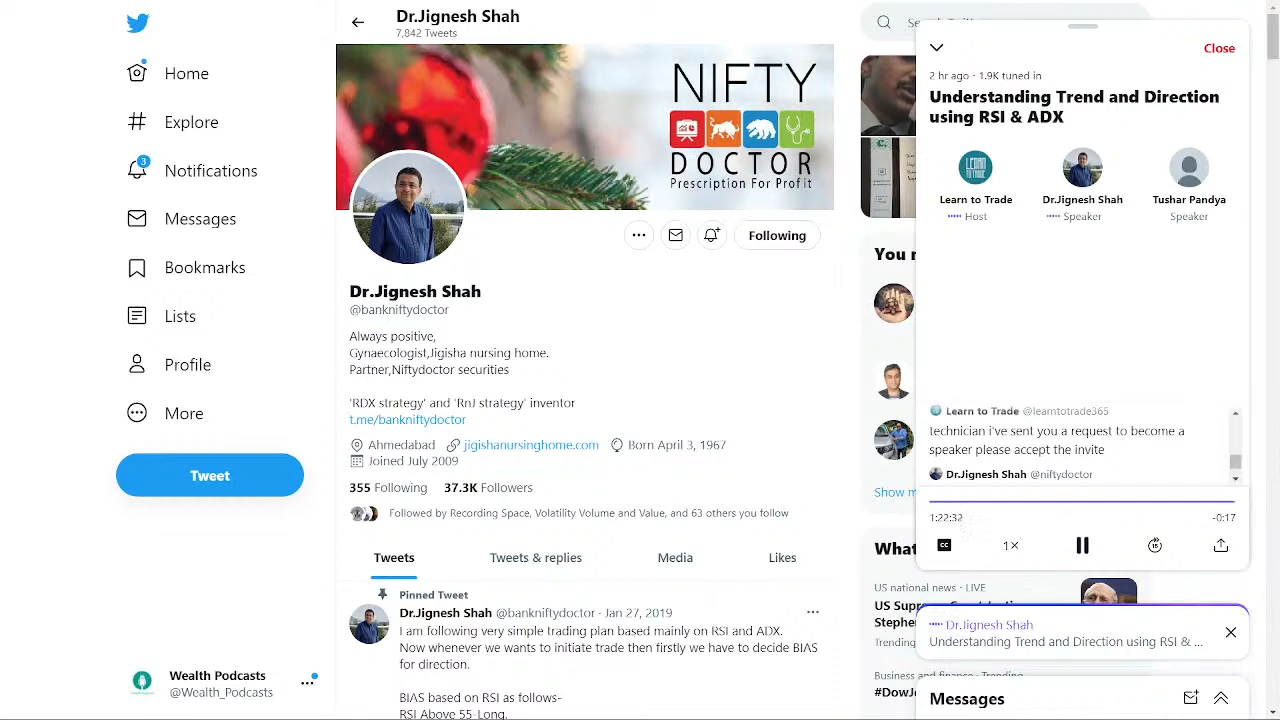 Home
Explore
3
Notifications
Messages
Bookmarks
Lists
Profile
More
Tweet
Wealth Podcasts
@Wealth_Podcasts
Dr.Jignesh Shah
7,842 Tweets
NIFTY
DOCTOR
Prescription For Profit
Following
Dr.Jignesh Shah
@bankniftydoctor
Always positive,
Gynaecologist,Jigisha nursing home.
Partner,Niftydoctor securities
'RDX strategy' and 'RnJ strategy' inventor
t.me/bankniftydoctor
Ahmedabad jigishanursinghome.com Born April 3, 1967
Joined July 2009
355 Following 37.3K Followers
Followed by Recording Space, Volatility Volume and Value, and 63 others you follow
Tweets Tweets & replies Media Likes
Pinned Tweet
Dr.Jignesh Shah @bankniftydoctor · Jan 27, 2019
I am following very simple trading plan based mainly on RSI and ADX.
Now whenever we wants to initiate trade then firstly we have to decide BIAS
for direction.
BIAS based on RSI as follows-
RSI Above 55-Long.
You
Show
What
US national news · LIVE
US
Stephen
Trending
Business and finance · Trending
#DowJ
Close
2 hr ago · 1.9K tuned in
Understanding Trend and Direction
using RSI & ADX
LEARN
TO TRADE
Learn to Trade
Host
Dr.Jignesh Shah
Speaker
Tushar Pandya
Speaker
Learn to Trade @learntotrade365
technician i've sent you a request to become a
speaker please accept the invite
Dr.Jignesh Shah @niftydoctor
1:22:32 -0:17
CC 1× 15
Dr.Jignesh Shah
Understanding Trend and Direction using RSI & ...
Messages